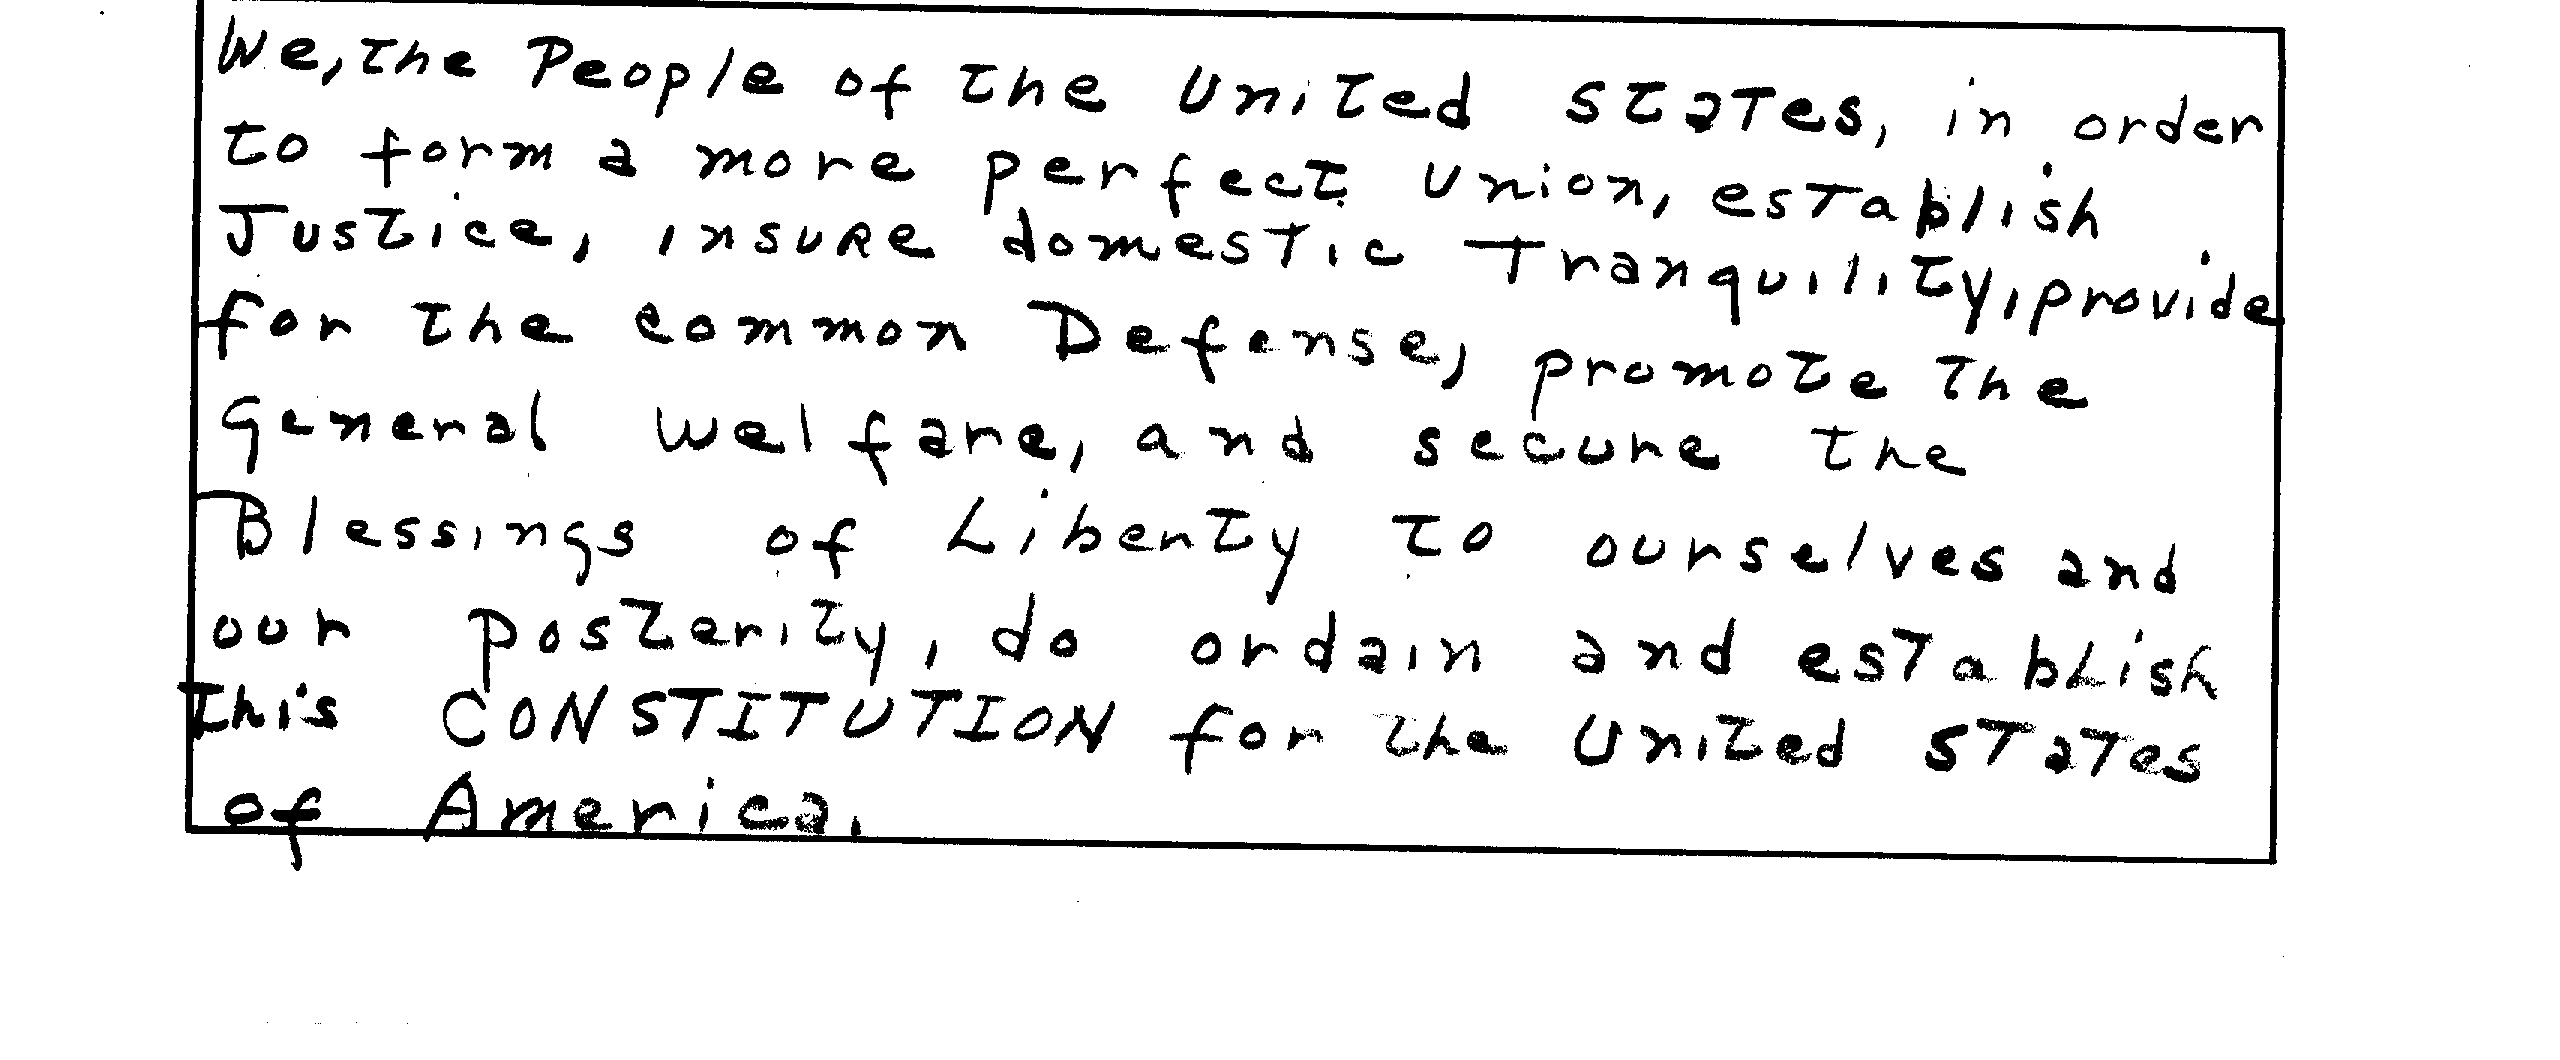 We, the People of the United States, in order
to form a more perfect Union, establish
Justice, insure domestic Tranquility, provide
for the common Defense, promote the
general welfare, and secure the
Blessings of Liberty to ourselves and
our posterity, do ordain and establish
this CONSTITUTION for the United States
of America.